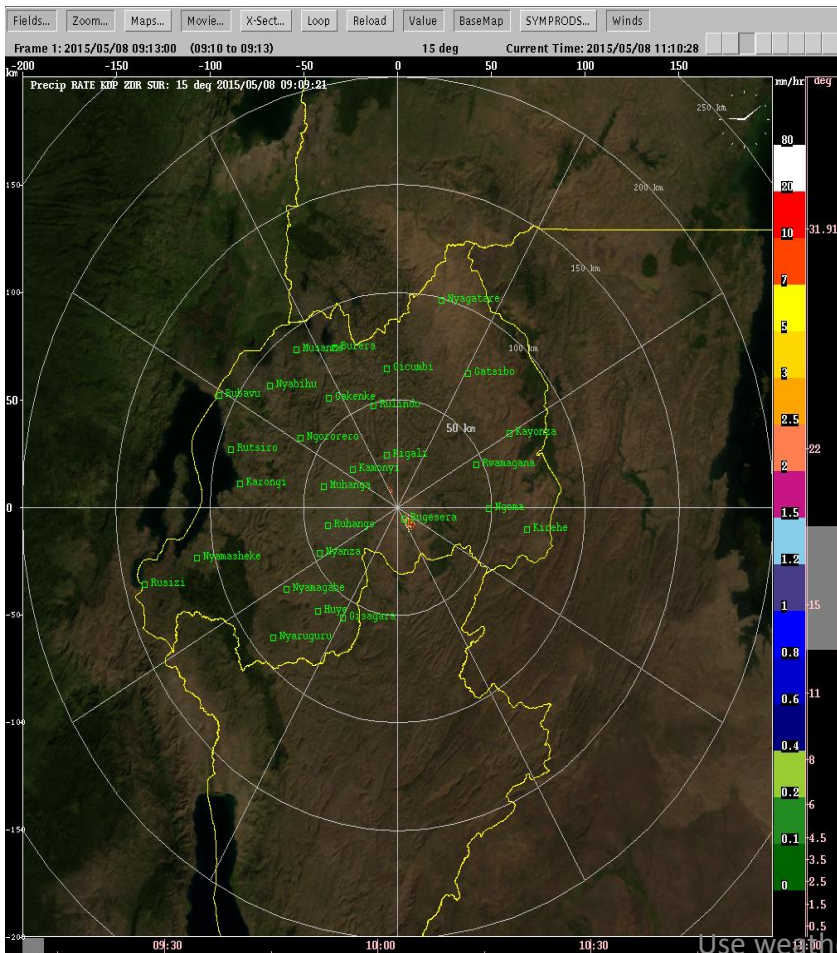 Fields... Zoom... Maps... Movie... X-Sect... Loop Reload Value BaseMap SYMPRODS... Winds
Frame 1: 2015/05/08 09:13:00 (09:10 to 09:13) 15 deg Current Time: 2015/05/08 11:10:28
-200 -150 -100 -50 0 50 100 150
km
Precip RATE KDP ZDR SUR: 15 deg 2015/05/08 09:09:21
mm/hr deg
250 km
80
200 km
150
20
31.91
10
150 km
7
100
Nyagatare
5
Musanze Burera
100 km
Gicumbi
3
Gatsibo
Nyabihu
Rubavu
Gakenke
50
Rulindo
2.5
50 km
Kayonza
Ngororero
22
Rutsiro
Kigali
2
Rwamagana
Kamonyi
Karongi
Muhanga
1.5
0
Ngoma
Bugesera
Ruhango
Kirehe
1.2
Nyanza
Nyamasheke
Rusizi
Nyamagabe
1
15
Huye
Gisagara
-50
Nyaruguru
0.8
11
0.6
-100
0.4
8
0.2
6
0.1
4.5
-150
3.5
0
2.5
1.5
0.5
-200
09:30 10:00 10:30 11:00
Use weathe